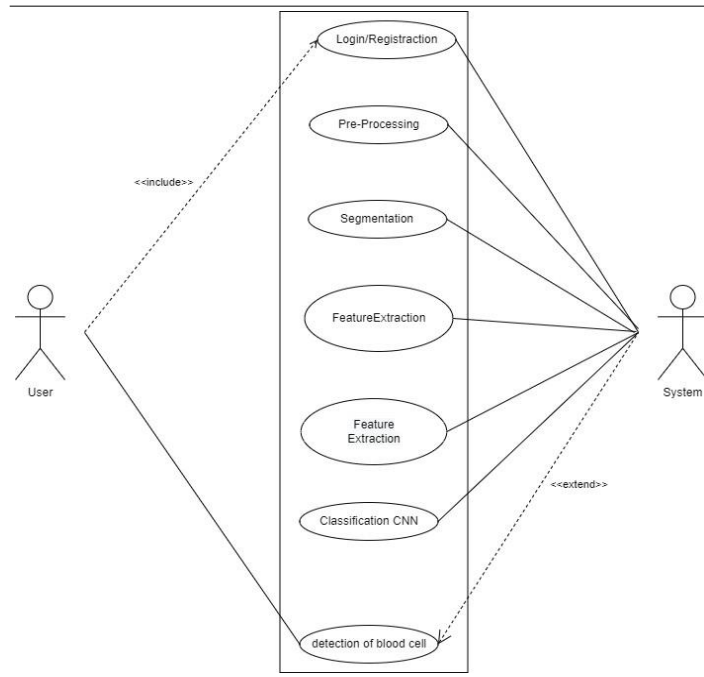 Login/Registraction
Pre-Processing
<<include>>
Segmentation
FeatureExtraction
User
System
Feature
Extraction
<<extend>>
Classification CNN
detection of blood cell